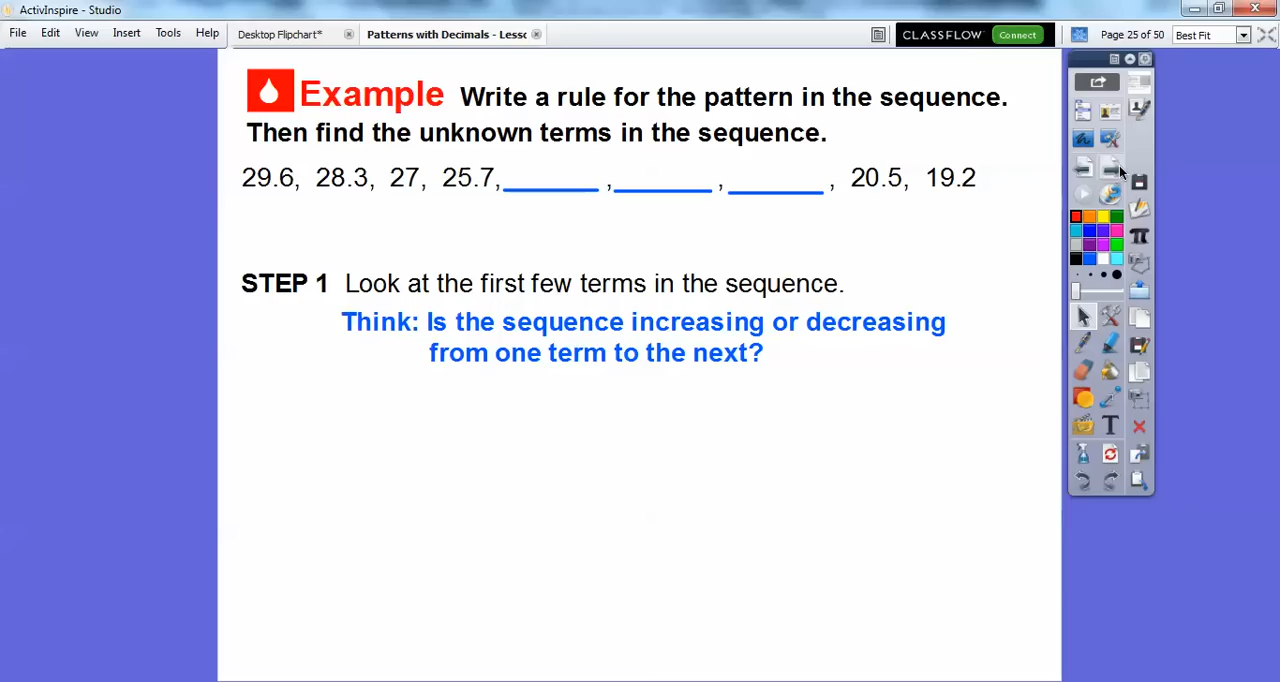 ActivInspire - Studio
File Edit View Insert Tools Help Desktop Flipchart* Patterns with Decimals - Lessc CLASSFLOW Connect Page 25 of 50 Best Fit
Example Write a rule for the pattern in the sequence.
Then find the unknown terms in the sequence.
29.6, 28.3, 27, 25.7,______ ,______ ,______ , 20.5, 19.2
STEP 1 Look at the first few terms in the sequence.
Think: Is the sequence increasing or decreasing
from one term to the next?